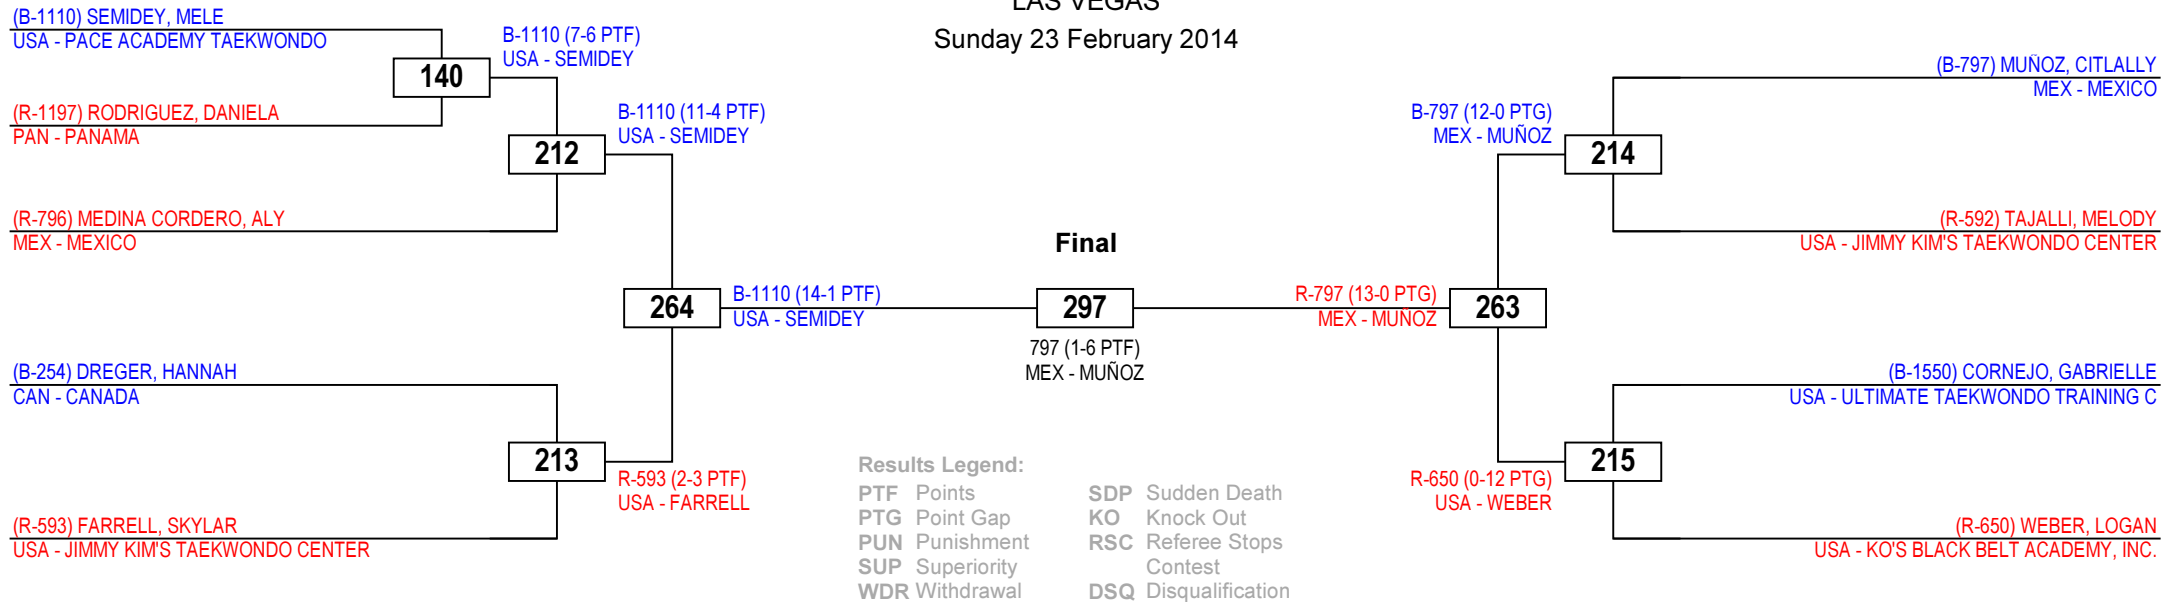 LAS VEGAS
Sunday 23 February 2014
(B-1110) SEMIDEY, MELE
USA - PACE ACADEMY TAEKWONDO
140
(R-1197) RODRIGUEZ, DANIELA
PAN - PANAMA
B-1110 (7-6 PTF)
USA - SEMIDEY
212
(R-796) MEDINA CORDERO, ALY
MEX - MEXICO
B-1110 (11-4 PTF)
USA - SEMIDEY
264
B-1110 (14-1 PTF)
USA - SEMIDEY
(B-254) DREGER, HANNAH
CAN - CANADA
213
(R-593) FARRELL, SKYLAR
USA - JIMMY KIM'S TAEKWONDO CENTER
R-593 (2-3 PTF)
USA - FARRELL
Final
297
797 (1-6 PTF)
MEX - MUÑOZ
(B-797) MUÑOZ, CITLALLY
MEX - MEXICO
B-797 (12-0 PTG)
MEX - MUÑOZ
214
(R-592) TAJALLI, MELODY
USA - JIMMY KIM'S TAEKWONDO CENTER
R-797 (13-0 PTG)
MEX - MUÑOZ
263
(B-1550) CORNEJO, GABRIELLE
USA - ULTIMATE TAEKWONDO TRAINING C
215
R-650 (0-12 PTG)
USA - WEBER
(R-650) WEBER, LOGAN
USA - KO'S BLACK BELT ACADEMY, INC.
Results Legend:
PTF Points
PTG Point Gap
PUN Punishment
SUP Superiority
WDR Withdrawal
SDP Sudden Death
KO Knock Out
RSC Referee Stops
Contest
DSQ Disqualification